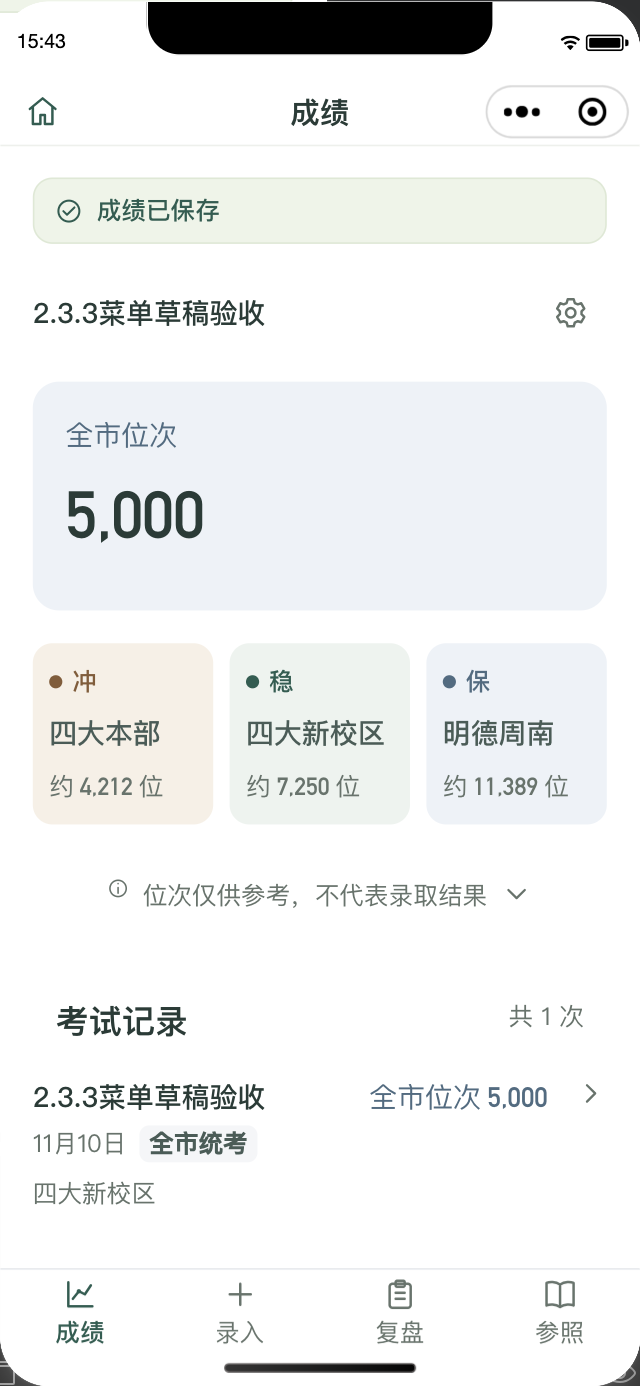 15:43
成绩
成绩已保存
2.3.3菜单草稿验收
全市位次
5,000
冲
四大本部
约 4,212 位
稳
四大新校区
约 7,250 位
保
明德周南
约 11,389 位
位次仅供参考，不代表录取结果
考试记录
共 1 次
2.3.3菜单草稿验收
全市位次 5,000
11月10日 全市统考
四大新校区
成绩
录入
复盘
参照